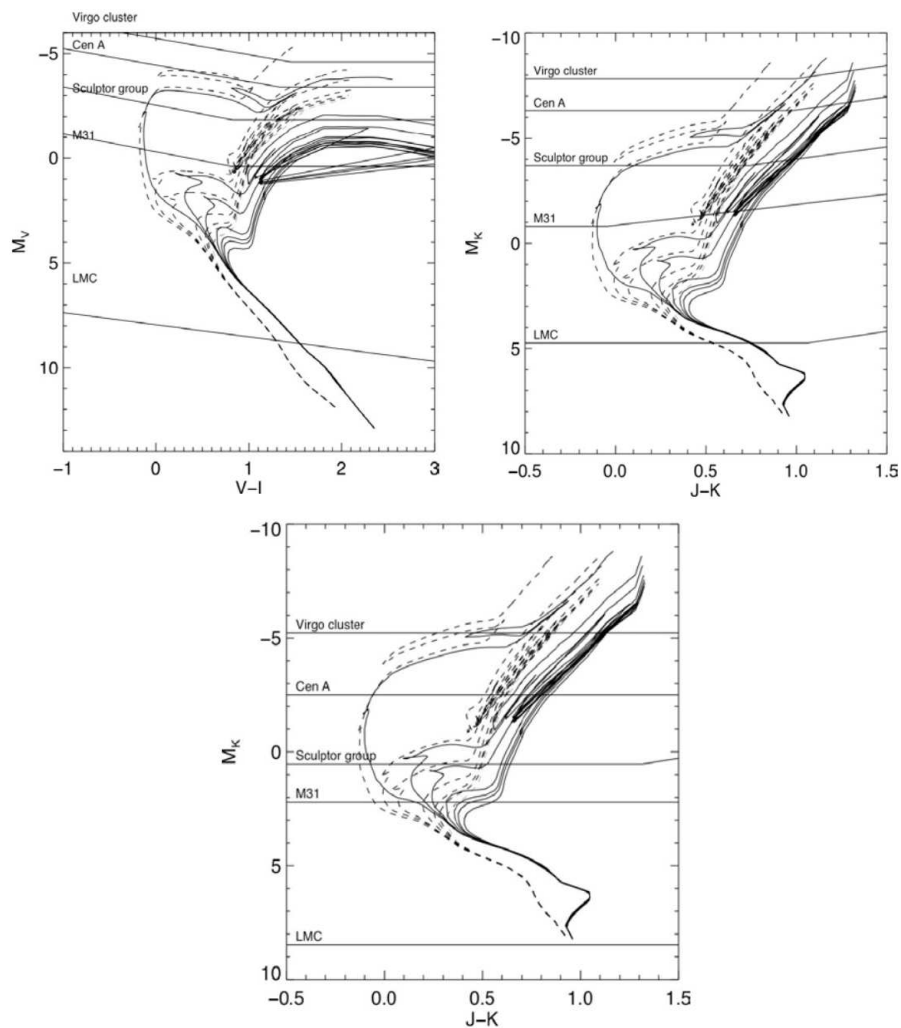 Virgo cluster
-5
Cen A
Sculptor group
M31
0
5
LMC
10
M_V
-1
0
1
2
3
V-I
-10
Virgo cluster
Cen A
-5
Sculptor group
M31
0
LMC
5
10
M_K
-0.5
0.0
0.5
1.0
1.5
J-K
-10
Virgo cluster
-5
Cen A
Sculptor group
0
M31
5
LMC
10
M_K
-0.5
0.0
0.5
1.0
1.5
J-K